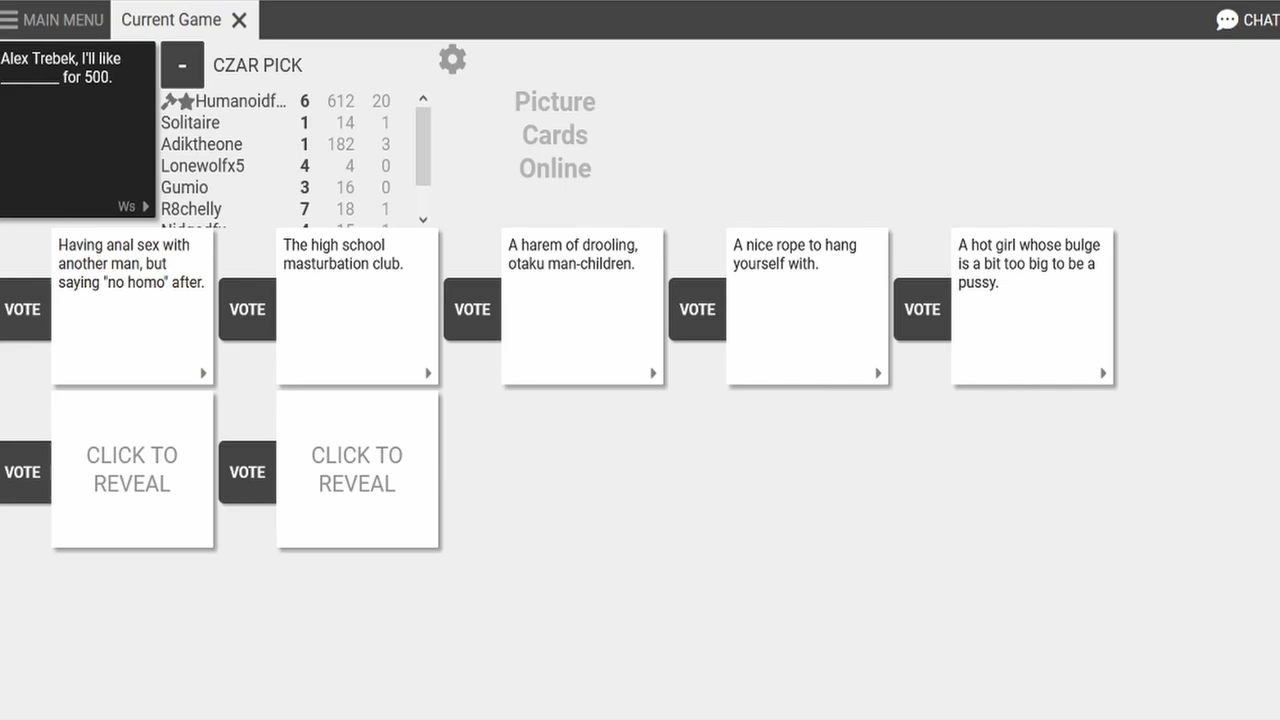 MAIN MENU
Current Game
CHAT
Alex Trebek, I'll like
________ for 500.
Ws
-
CZAR PICK
Humanoidf... 6 612 20
Solitaire 1 14 1
Adiktheone 1 182 3
Lonewolfx5 4 4 0
Gumio 3 16 0
R8chelly 7 18 1
Picture
Cards
Online
VOTE
Having anal sex with
another man, but
saying "no homo" after.
VOTE
The high school
masturbation club.
VOTE
A harem of drooling,
otaku man-children.
VOTE
A nice rope to hang
yourself with.
VOTE
A hot girl whose bulge
is a bit too big to be a
pussy.
VOTE
CLICK TO
REVEAL
VOTE
CLICK TO
REVEAL